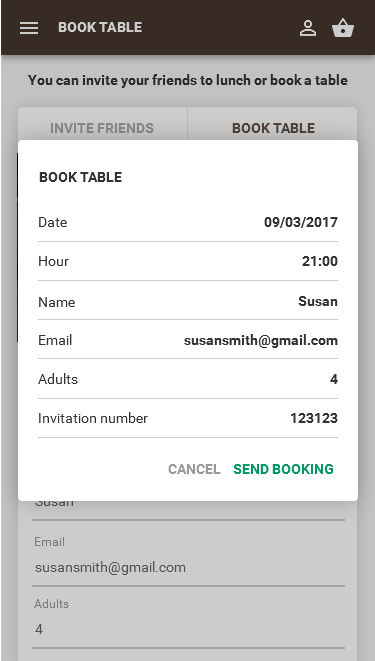 BOOK TABLE
You can invite your friends to lunch or book a table
INVITE FRIENDS BOOK TABLE
BOOK TABLE
Date 09/03/2017
Hour 21:00
Name Susan
Email susansmith@gmail.com
Adults 4
Invitation number 123123
CANCEL SEND BOOKING
Susan
Email
susansmith@gmail.com
Adults
4